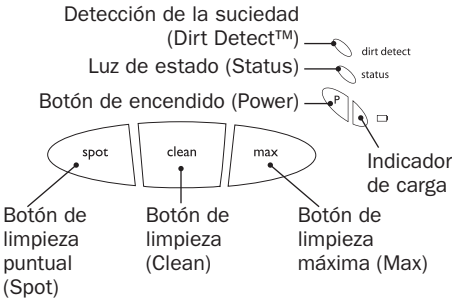 Detección de la suciedad
(Dirt Detect™)
dirt detect
Luz de estado (Status)
status
Botón de encendido (Power)
P
spot
clean
max
Indicador
de carga
Botón de
limpieza
puntual
(Spot)
Botón de
limpieza
(Clean)
Botón de
limpieza
máxima (Max)